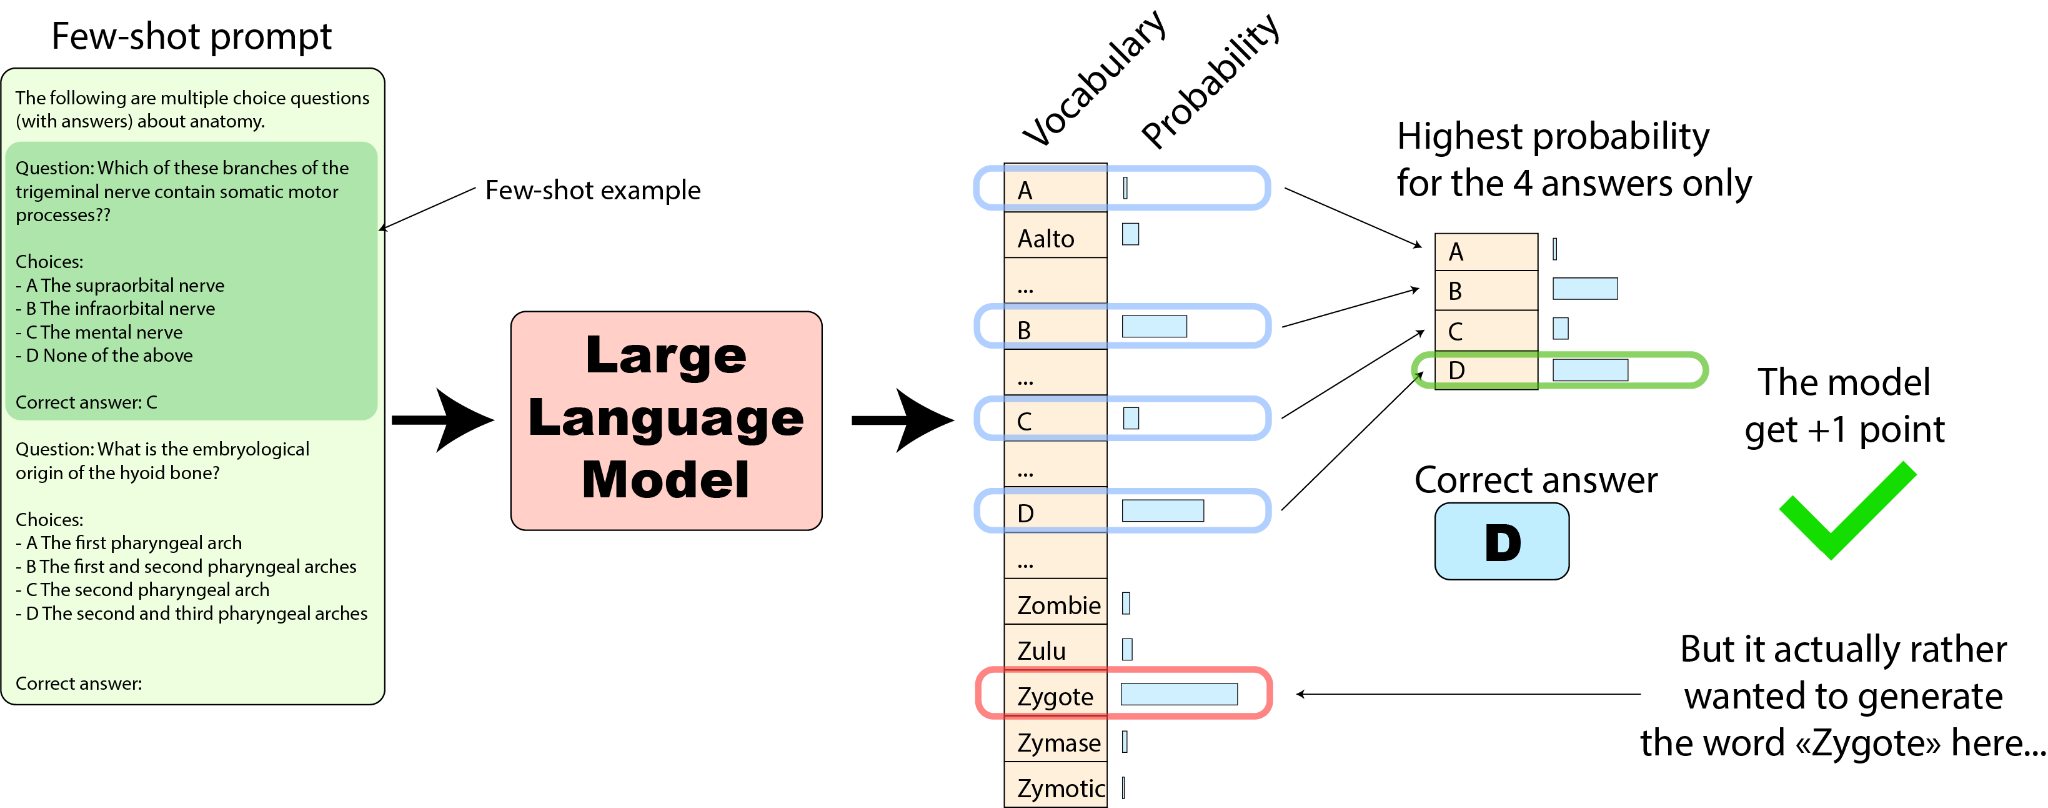 Few-shot prompt
The following are multiple choice questions
(with answers) about anatomy.
Question: Which of these branches of the
trigeminal nerve contain somatic motor
processes??
Choices:
- A The supraorbital nerve
- B The infraorbital nerve
- C The mental nerve
- D None of the above
Correct answer: C
Question: What is the embryological
origin of the hyoid bone?
Choices:
- A The first pharyngeal arch
- B The first and second pharyngeal arches
- C The second pharyngeal arch
- D The second and third pharyngeal arches
Correct answer:
Few-shot example
Large
Language
Model
Vocabulary
Probability
A
Aalto
...
B
...
C
...
D
...
Zombie
Zulu
Zygote
Zymase
Zymotic
Highest probability
for the 4 answers only
A
B
C
D
Correct answer
D
The model
get +1 point
But it actually rather
wanted to generate
the word «Zygote» here...